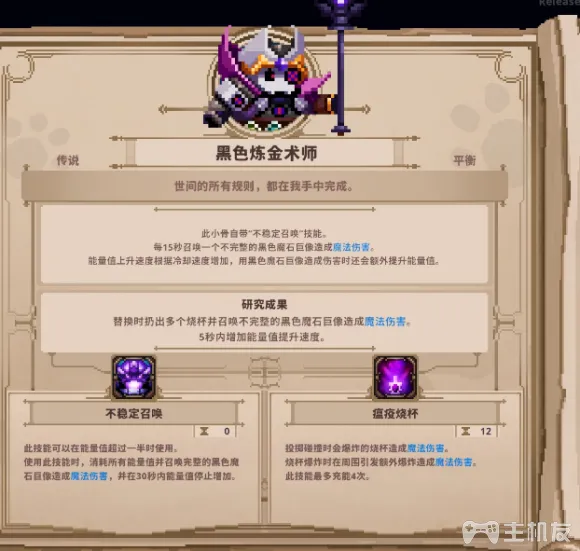 Release
黑色炼金术师
传说
平衡
世间的所有规则，都在我手中完成。
此小骨自带“不稳定召唤”技能。
每15秒召唤一个不完整的黑色魔石巨像造成魔法伤害。
能量值上升速度根据冷却速度增加，用黑色魔石巨像造成伤害时还会额外提升能量值。
研究成果
替换时扔出多个烧杯并召唤不完整的黑色魔石巨像造成魔法伤害。
5秒内增加能量值提升速度。
不稳定召唤
0
此技能可以在能量值超过一半时使用。
使用此技能时，消耗所有能量值并召唤完整的黑色魔
石巨像造成魔法伤害，并在30秒内能量值停止增加。
瘟疫烧杯
12
投掷碰撞时会爆炸的烧杯造成魔法伤害。
烧杯爆炸时在周围引发额外爆炸造成魔法伤害。
此技能最多充能4次。
主机友